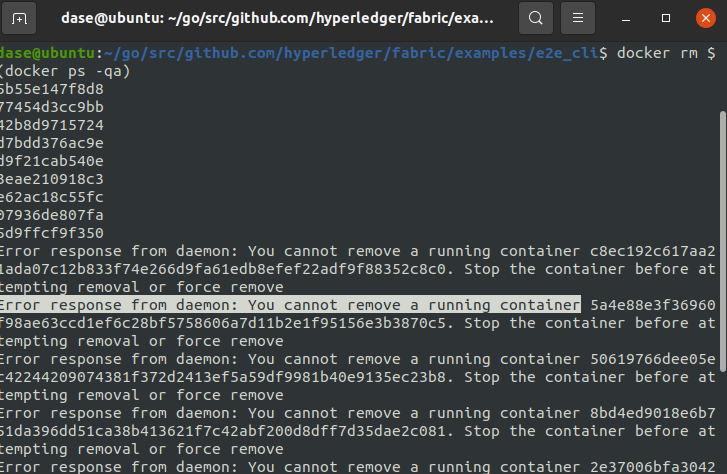 dase@ubuntu: ~/go/src/github.com/hyperledger/fabric/exa...
dase@ubuntu:~/go/src/github.com/hyperledger/fabric/examples/e2e_cli$ docker rm $
(docker ps -qa)
5b55e147f8d8
77454d3cc9bb
42b8d9715724
d7bdd376ac9e
d9f21cab540e
3eae210918c3
e62ac18c55fc
07936de807fa
5d9ffcf9f350
Error response from daemon: You cannot remove a running container c8ec192c617aa2
1ada07c12b833f74e266d9fa61edb8efef22adf9f88352c8c0. Stop the container before at
tempting removal or force remove
Error response from daemon: You cannot remove a running container 5a4e88e3f36960
f98ae63ccd1ef6c28bf5758606a7d11b2e1f95156e3b3870c5. Stop the container before at
tempting removal or force remove
Error response from daemon: You cannot remove a running container 50619766dee05e
c42244209074381f372d2413ef5a59df9981b40e9135ec23b8. Stop the container before at
tempting removal or force remove
Error response from daemon: You cannot remove a running container 8bd4ed9018e6b7
51da396dd51ca38b413621f7c42abf200d8dff7d35dae2c081. Stop the container before at
tempting removal or force remove
Error response from daemon: You cannot remove a running container 2e37006bfa3042